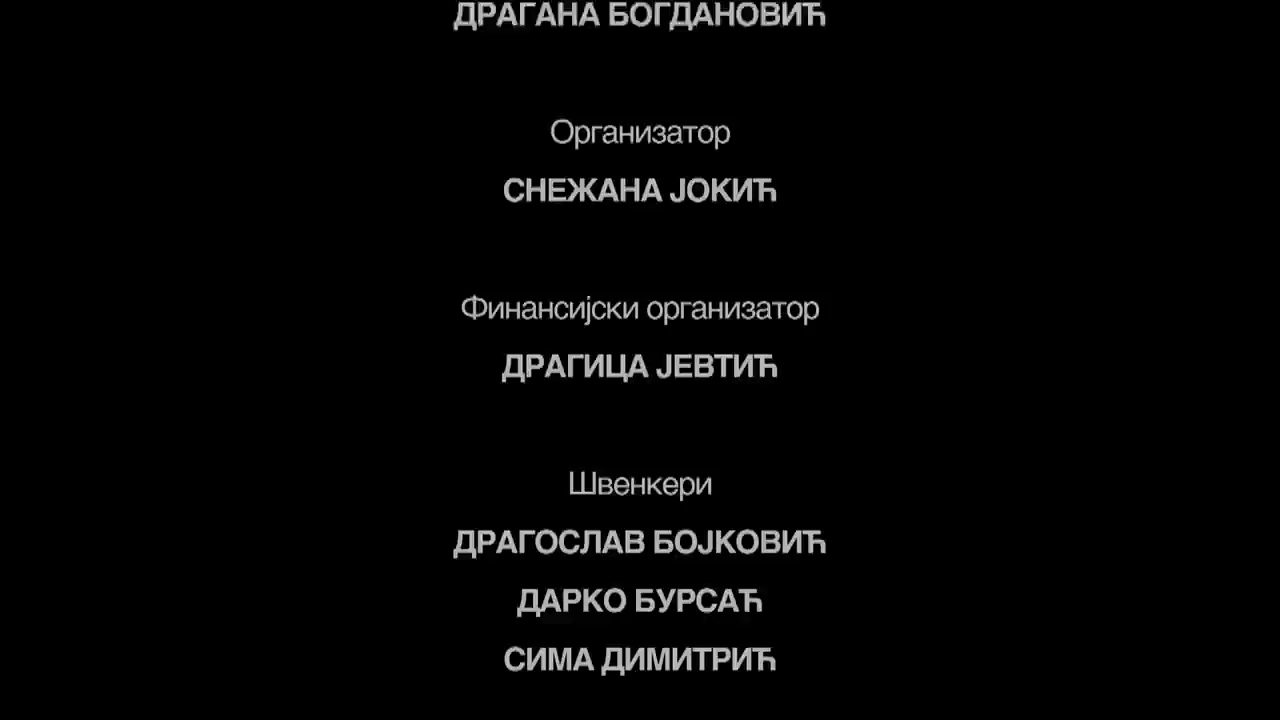 ДРАГАНА БОГДАНОВИЋ
Организатор
СНЕЖАНА ЈОКИЋ
Финансијски организатор
ДРАГИЦА ЈЕВТИЋ
Швенкери
ДРАГОСЛАВ БОЈКОВИЋ
ДАРКО БУРСАЋ
СИМА ДИМИТРИЋ